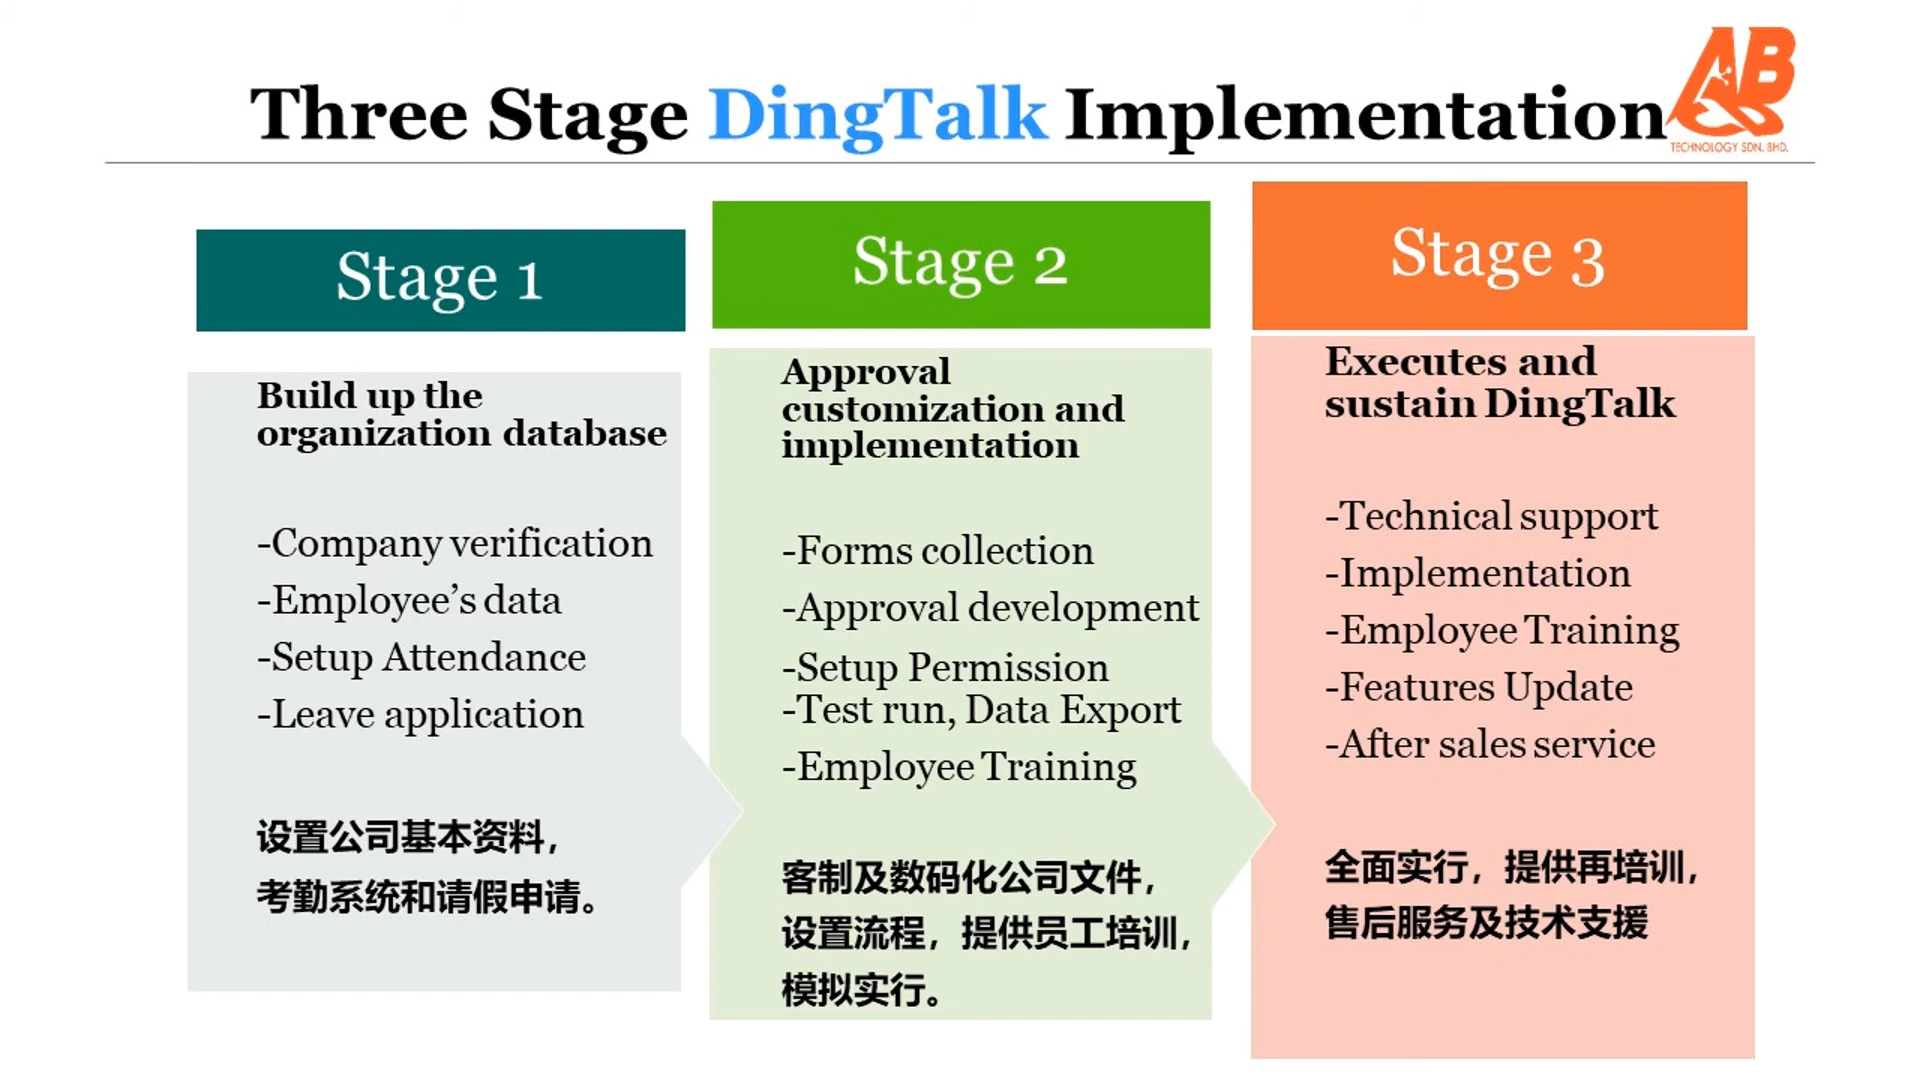 Three Stage DingTalk Implementation
AB
TECHNOLOGY SDN. BHD.
Stage 1
Build up the
organization database
-Company verification
-Employee’s data
-Setup Attendance
-Leave application
设置公司基本资料，
考勤系统和请假申请。
Stage 2
Approval
customization and
implementation
-Forms collection
-Approval development
-Setup Permission
-Test run, Data Export
-Employee Training
客制及数码化公司文件，
设置流程，提供员工培训，
模拟实行。
Stage 3
Executes and
sustain DingTalk
-Technical support
-Implementation
-Employee Training
-Features Update
-After sales service
全面实行，提供再培训，
售后服务及技术支援